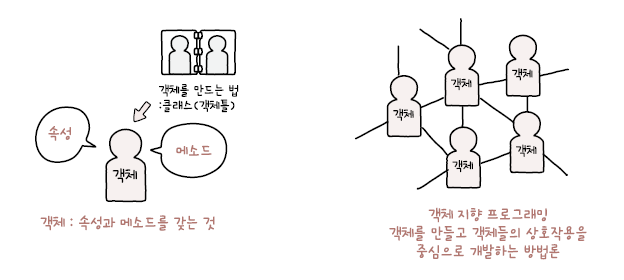 객체를 만드는 법
:클래스(객체틀)
속성
메소드
객체
객체 : 속성과 메소드를 갖는 것
객체
객체
객체
객체
객체
객체 지향 프로그래밍
객체를 만들고 객체들의 상호작용을
중심으로 개발하는 방법론